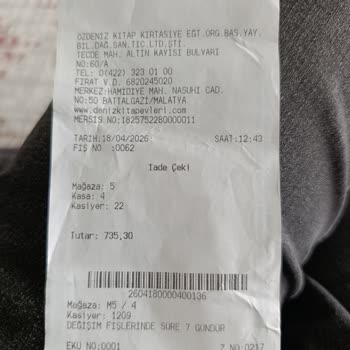 ÖZDENİZ KİTAP KIRTASİYE EĞT.ORG.BAS.YAY.
BİL.DAĞ.SAN.TİC.LTD.ŞTİ.
TECDE MAH. ALTIN KAYISI BULVARI
NO:60/A
TEL: 0(422) 323 01 00
FIRAT V.D. 6820245020
MERKEZ:HAMİDİYE MAH. NASUHİ CAD.
NO:50 BATTALGAZİ/MALATYA
www.denizkitapevleri.com
MERSİS NO:1825752280000011
TARİH:18/04/2026 SAAT:12:43
FİŞ NO :0062
İade Çeki
Mağaza: 5
Kasa: 4
Kasiyer: 22
Tutar: 735,30
2604180000400136
Mağaza: M5 / 4
Kasiyer: 1209
DEĞİŞİM FİŞLERİNDE SÜRE 7 GÜNDÜR
EKÜ NO:0001 Z NO:0217